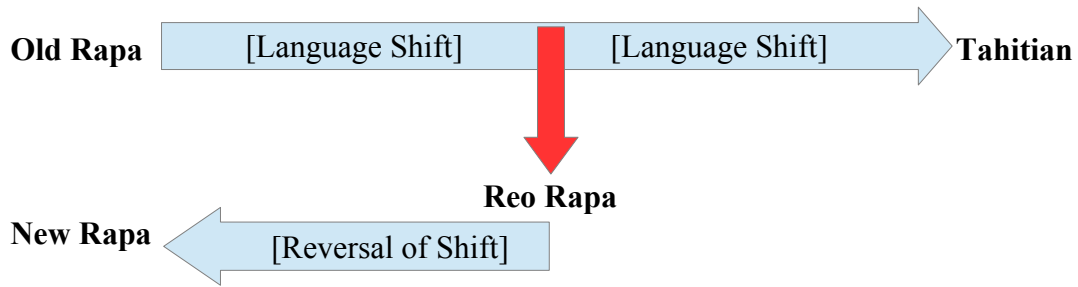 Old Rapa [Language Shift] [Language Shift] Tahitian
Reo Rapa
New Rapa [Reversal of Shift]